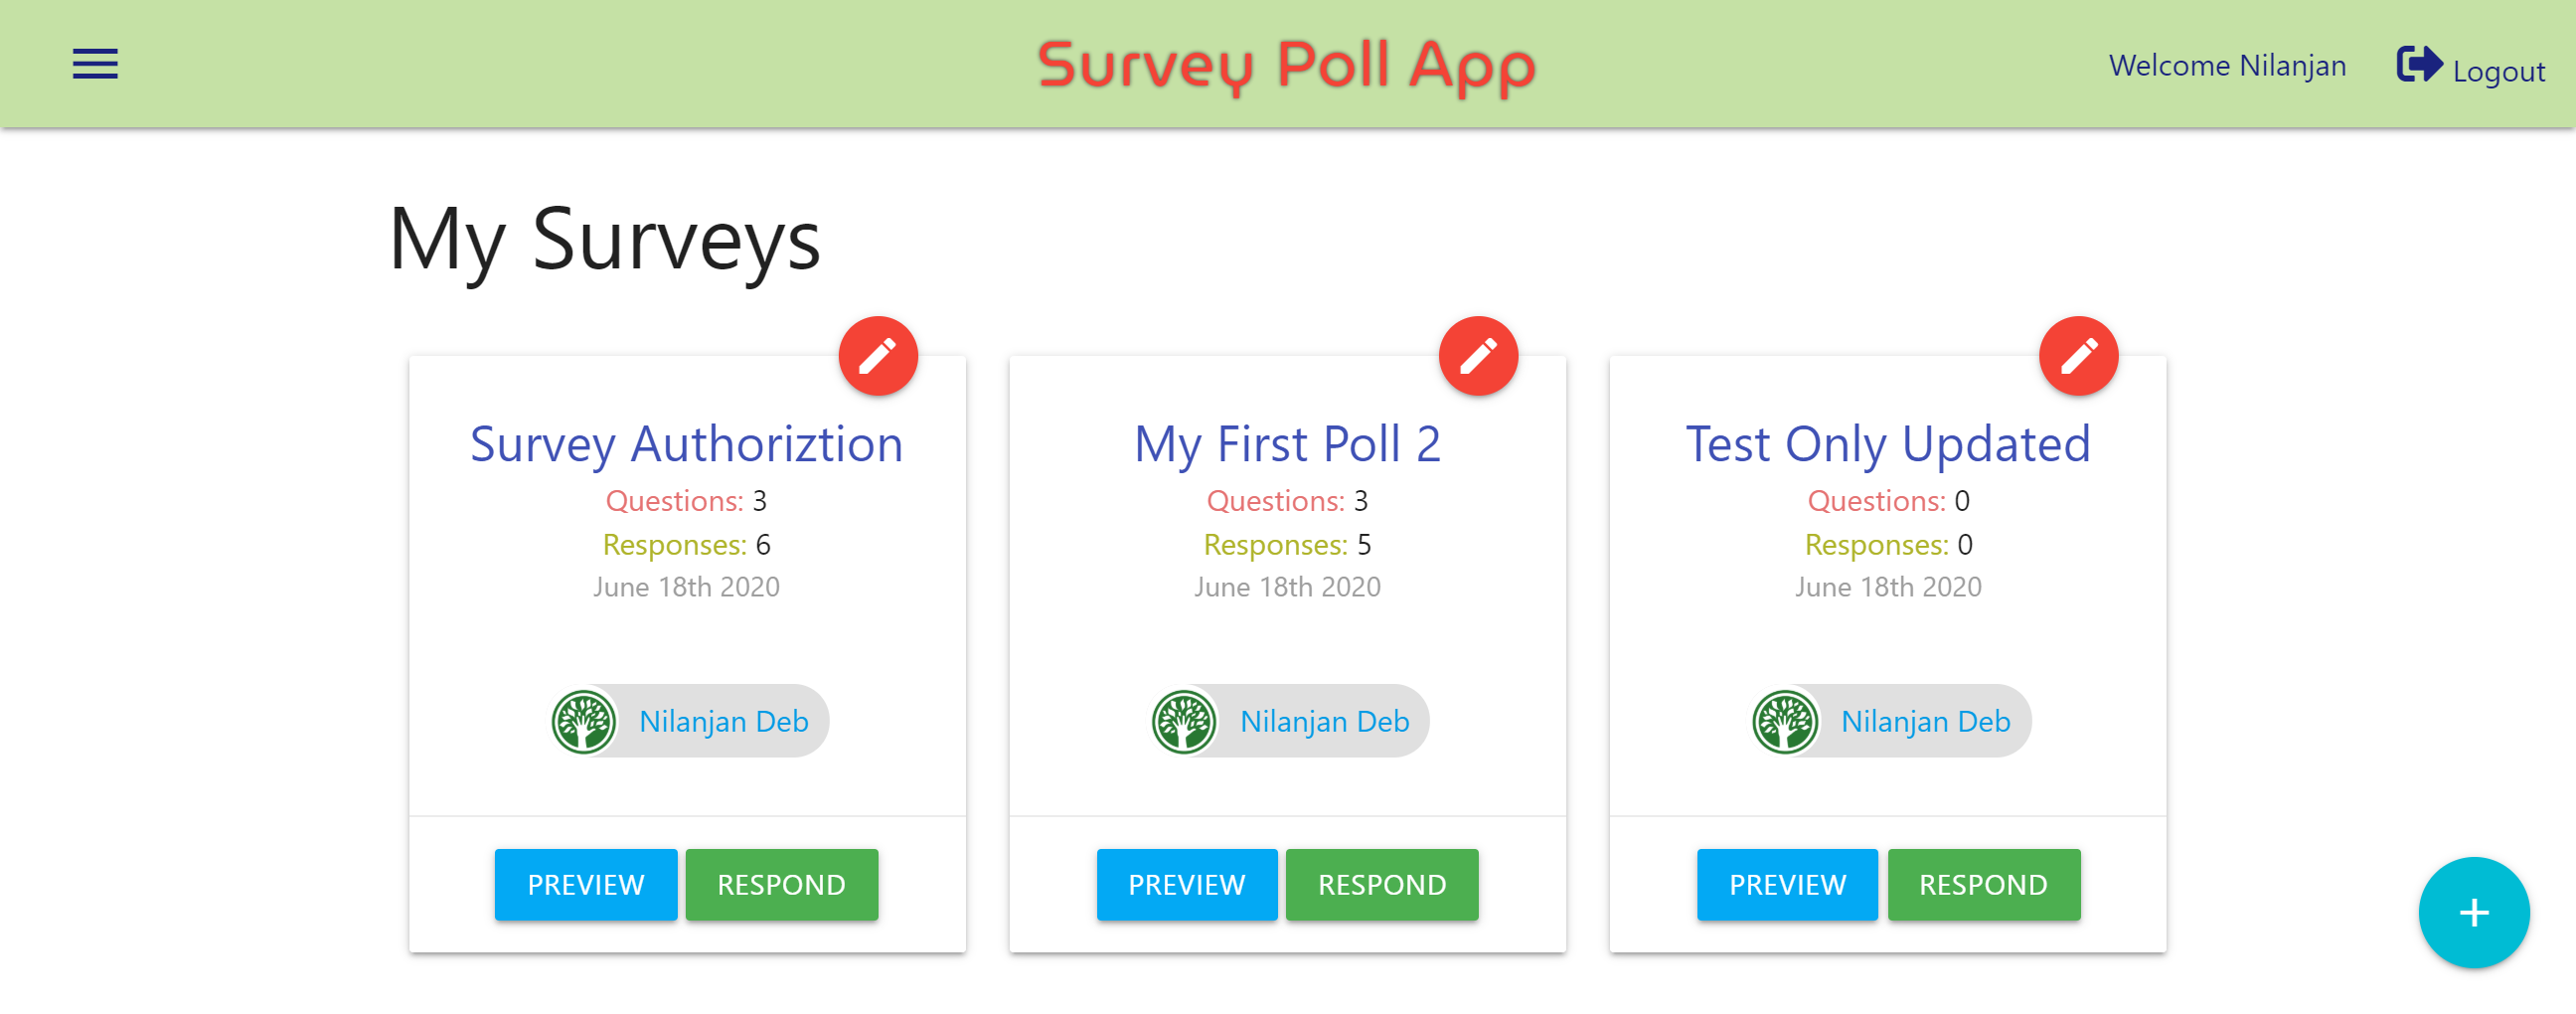 Survey Poll App
Welcome Nilanjan
Logout
My Surveys
Survey Authoriztion
Questions: 3
Responses: 6
June 18th 2020
Nilanjan Deb
PREVIEW
RESPOND
My First Poll 2
Questions: 3
Responses: 5
June 18th 2020
Nilanjan Deb
PREVIEW
RESPOND
Test Only Updated
Questions: 0
Responses: 0
June 18th 2020
Nilanjan Deb
PREVIEW
RESPOND